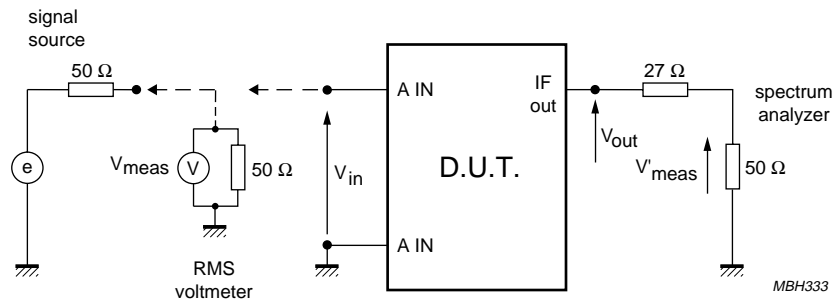 signal
source
50 Ω
e
Vmeas
V
50 Ω
RMS
voltmeter
Vin
A IN
A IN
D.U.T.
IF
out
Vout
27 Ω
V'meas
50 Ω
spectrum
analyzer
MBH333